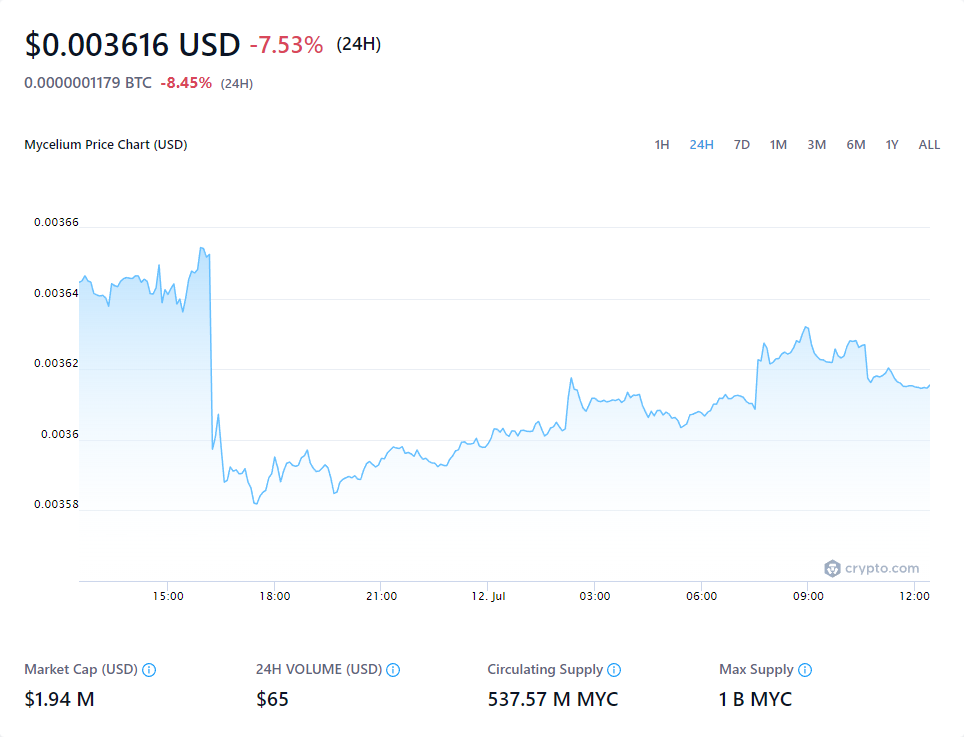 $0.003616 USD -7.53% (24H)
0.0000001179 BTC -8.45% (24H)
Mycelium Price Chart (USD) 1H 24H 7D 1M 3M 6M 1Y ALL
0.00366
0.00364
0.00362
0.0036
0.00358
crypto.com
15:00 18:00 21:00 12. Jul 03:00 06:00 09:00 12:00
Market Cap (USD) 24H VOLUME (USD) Circulating Supply Max Supply
$1.94 M $65 537.57 M MYC 1 B MYC